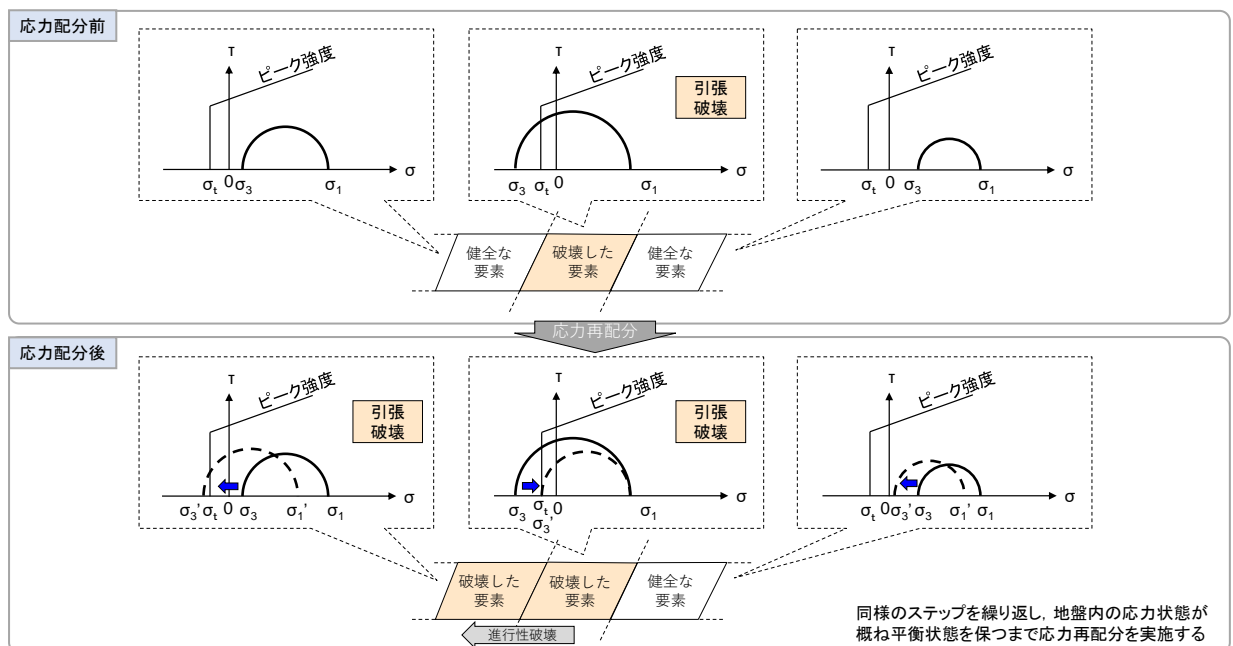 応力配分前
τ
ピーク強度
σt 0 σ3 σ1 σ
τ
ピーク強度
引張
破壊
σ3 σt 0 σ1 σ
τ
ピーク強度
σt 0 σ3 σ1 σ
健全な
要素
破壊した
要素
健全な
要素
応力再配分
応力配分後
τ
ピーク強度
引張
破壊
σ3' σt 0 σ3 σ1' σ1 σ
τ
ピーク強度
引張
破壊
σ3 σt 0 σ1 σ
σ3'
τ
ピーク強度
σt 0 σ3' σ3 σ1' σ1 σ
破壊した
要素
破壊した
要素
健全な
要素
進行性破壊
同様のステップを繰り返し，地盤内の応力状態が
概ね平衡状態を保つまで応力再配分を実施する